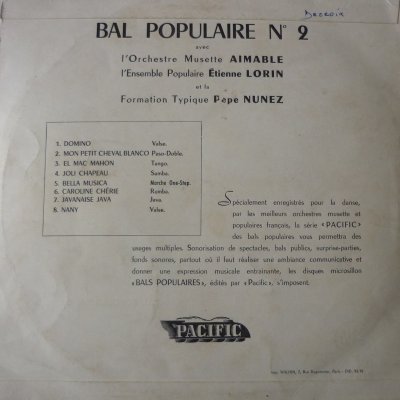 Decroix
BAL POPULAIRE N° 2
avec
l'Orchestre Musette AIMABLE
l'Ensemble Populaire Étienne LORIN
et la
Formation Typique Pepe NUNEZ
1. DOMINO Valse.
2. MON PETIT CHEVAL BLANCO Paso-Doble.
3. EL MAC MAHON Tango.
4. JOLI CHAPEAU Samba.
5. BELLA MUSICA Marche One-Step.
6. CAROLINE CHÉRIE Rumba.
7. JAVANAISE JAVA Java.
8. NANY Valse.
Spécialement enregistrés pour la danse,
par les meilleurs orchestres musette et
populaires français, la série «PACIFIC»
des bals populaires vous permettra des
usages multiples. Sonorisation de spectacles, bals publics, surprise-parties,
fonds sonores, partout où il faut réaliser une ambiance communicative et
donner une expression musicale entrainante, les disques microsillon
«BALS POPULAIRES», édités par «Pacific», s'imposent.
PACIFIC